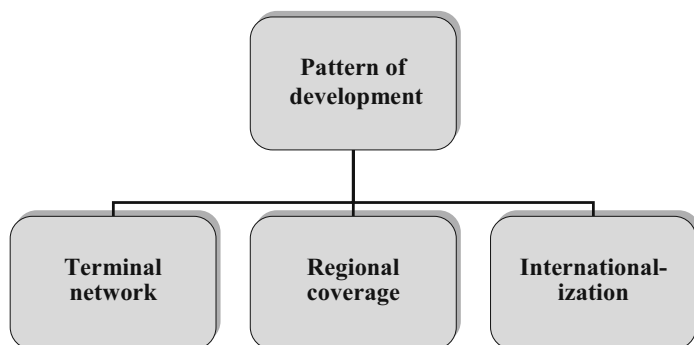 Pattern of
development
Terminal
network
Regional
coverage
International-
ization